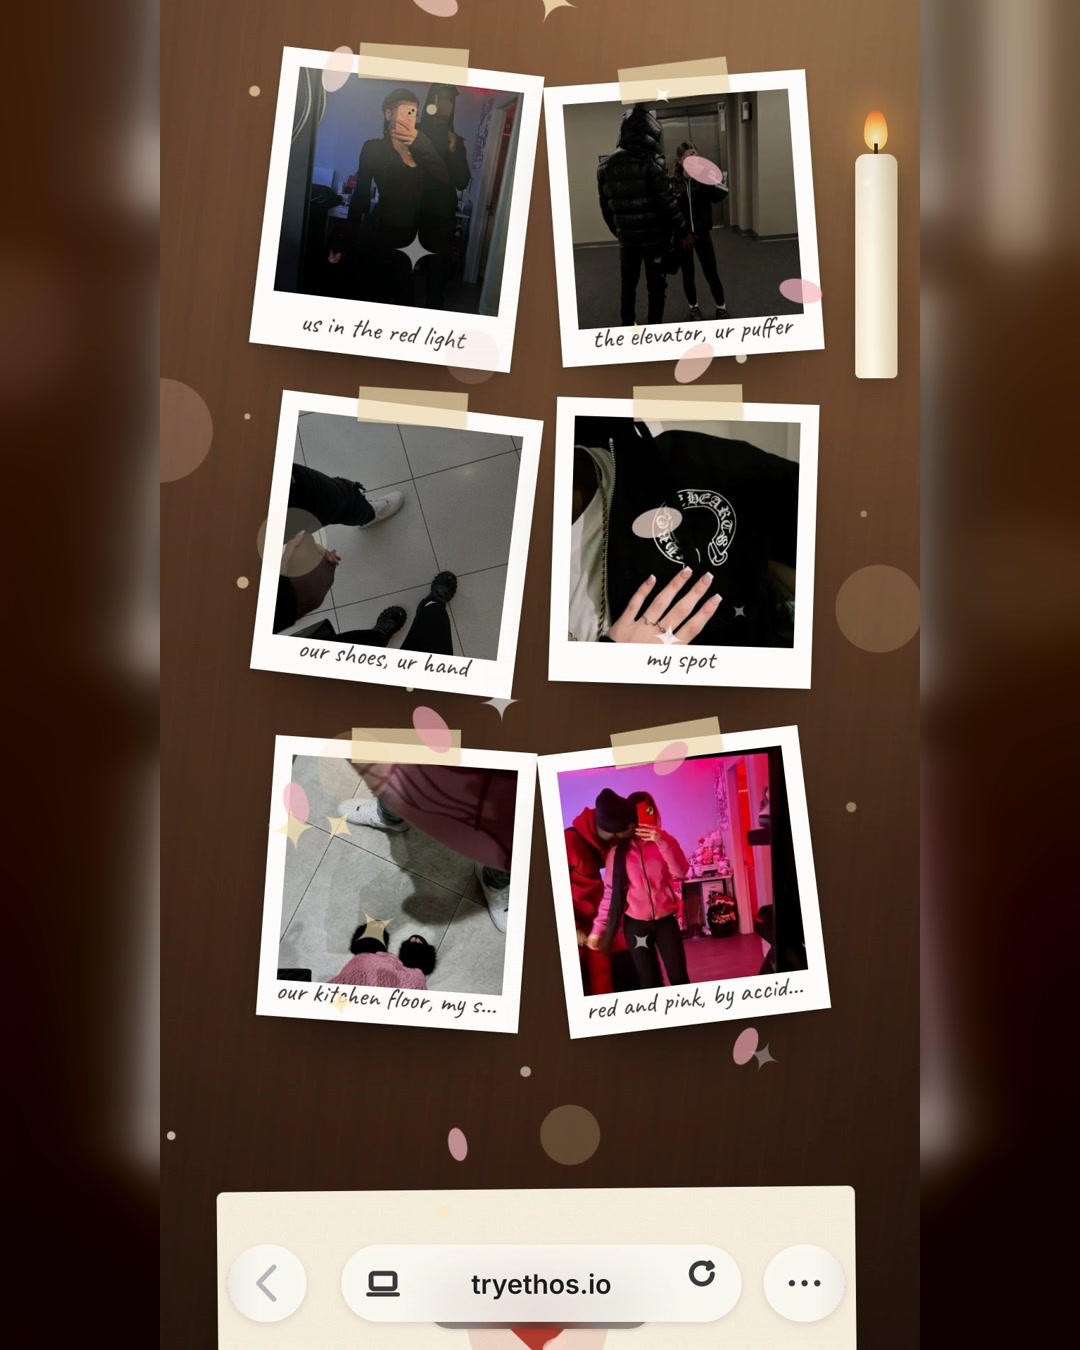 us in the red light
the elevator, ur puffer
our shoes, ur hand
HEARTS
my spot
our kitchen floor, my s...
red and pink, by accid...
tryethos.io